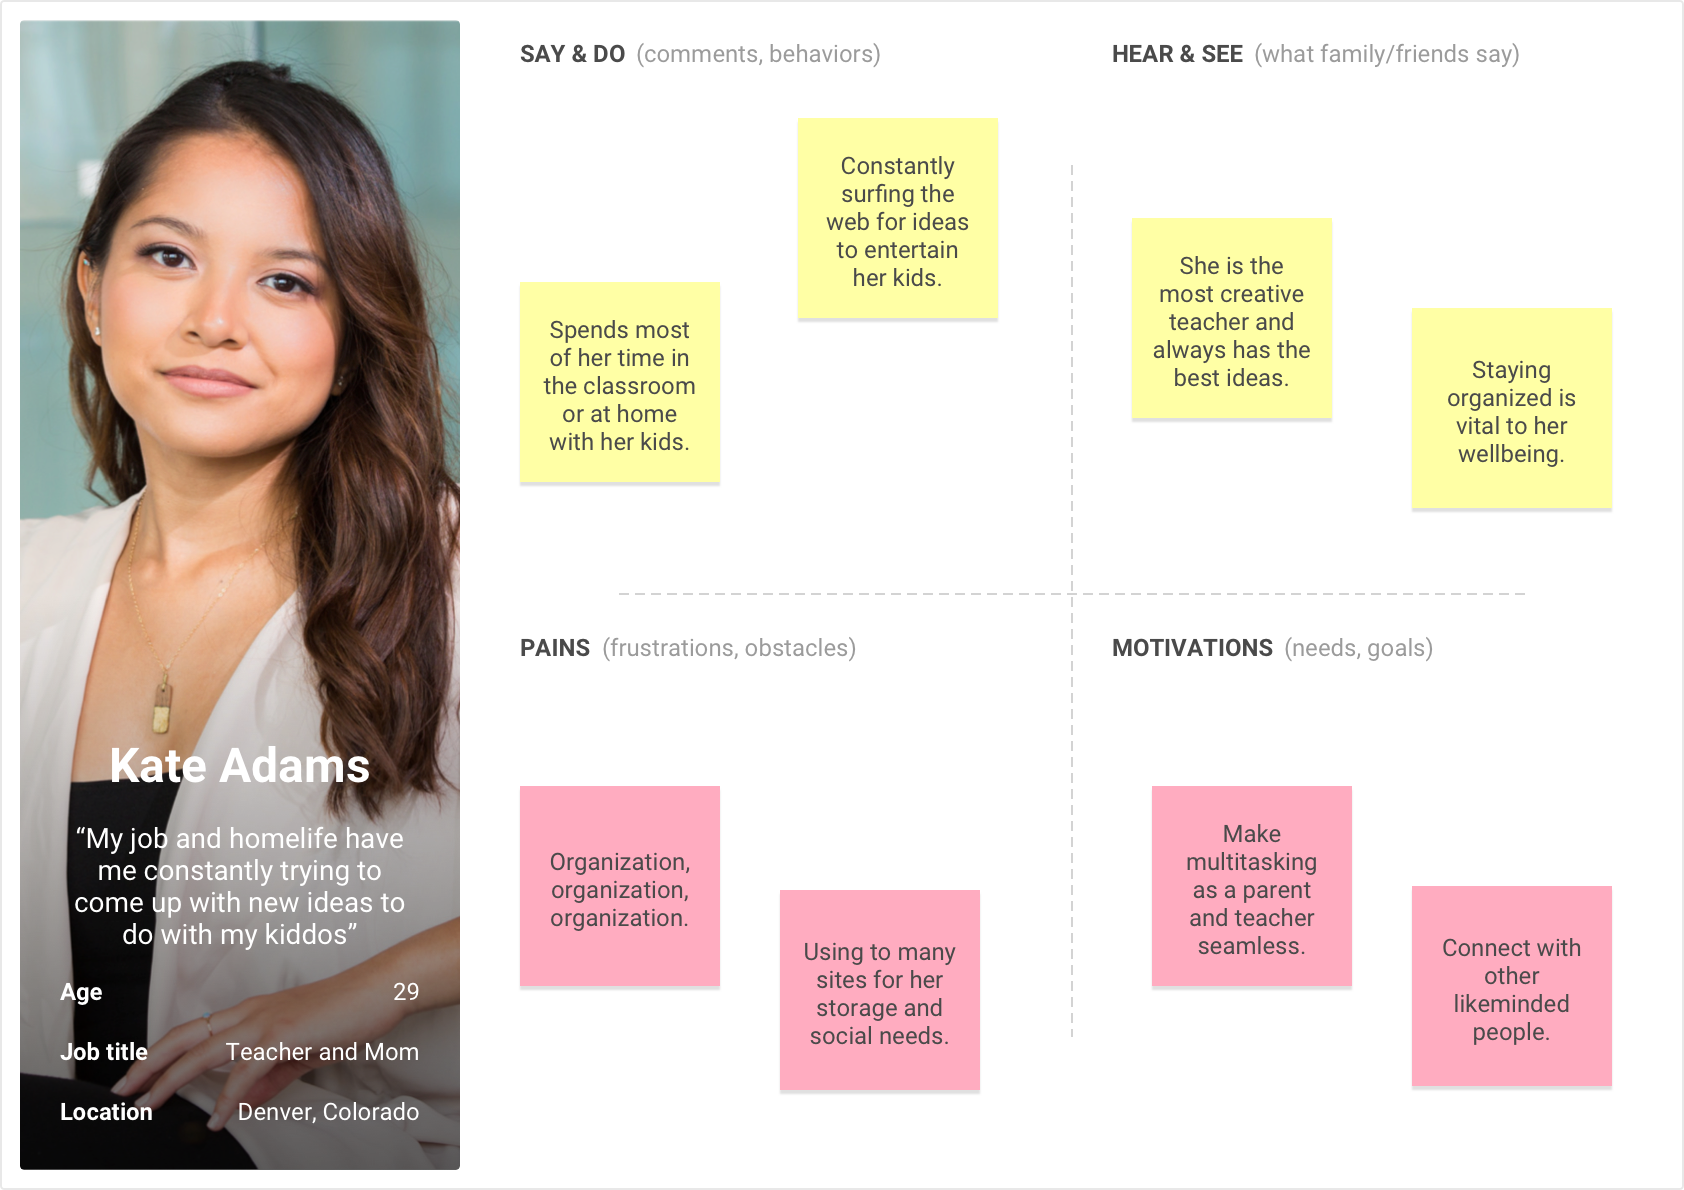 Kate Adams
“My job and homelife have
me constantly trying to
come up with new ideas to
do with my kiddos”
Age 29
Job title Teacher and Mom
Location Denver, Colorado
SAY & DO (comments, behaviors)
Constantly
surfing the
web for ideas
to entertain
her kids.
Spends most
of her time in
the classroom
or at home
with her kids.
HEAR & SEE (what family/friends say)
She is the
most creative
teacher and
always has the
best ideas.
Staying
organized is
vital to her
wellbeing.
PAINS (frustrations, obstacles)
Organization,
organization,
organization.
Using to many
sites for her
storage and
social needs.
MOTIVATIONS (needs, goals)
Make
multitasking
as a parent
and teacher
seamless.
Connect with
other
likeminded
people.